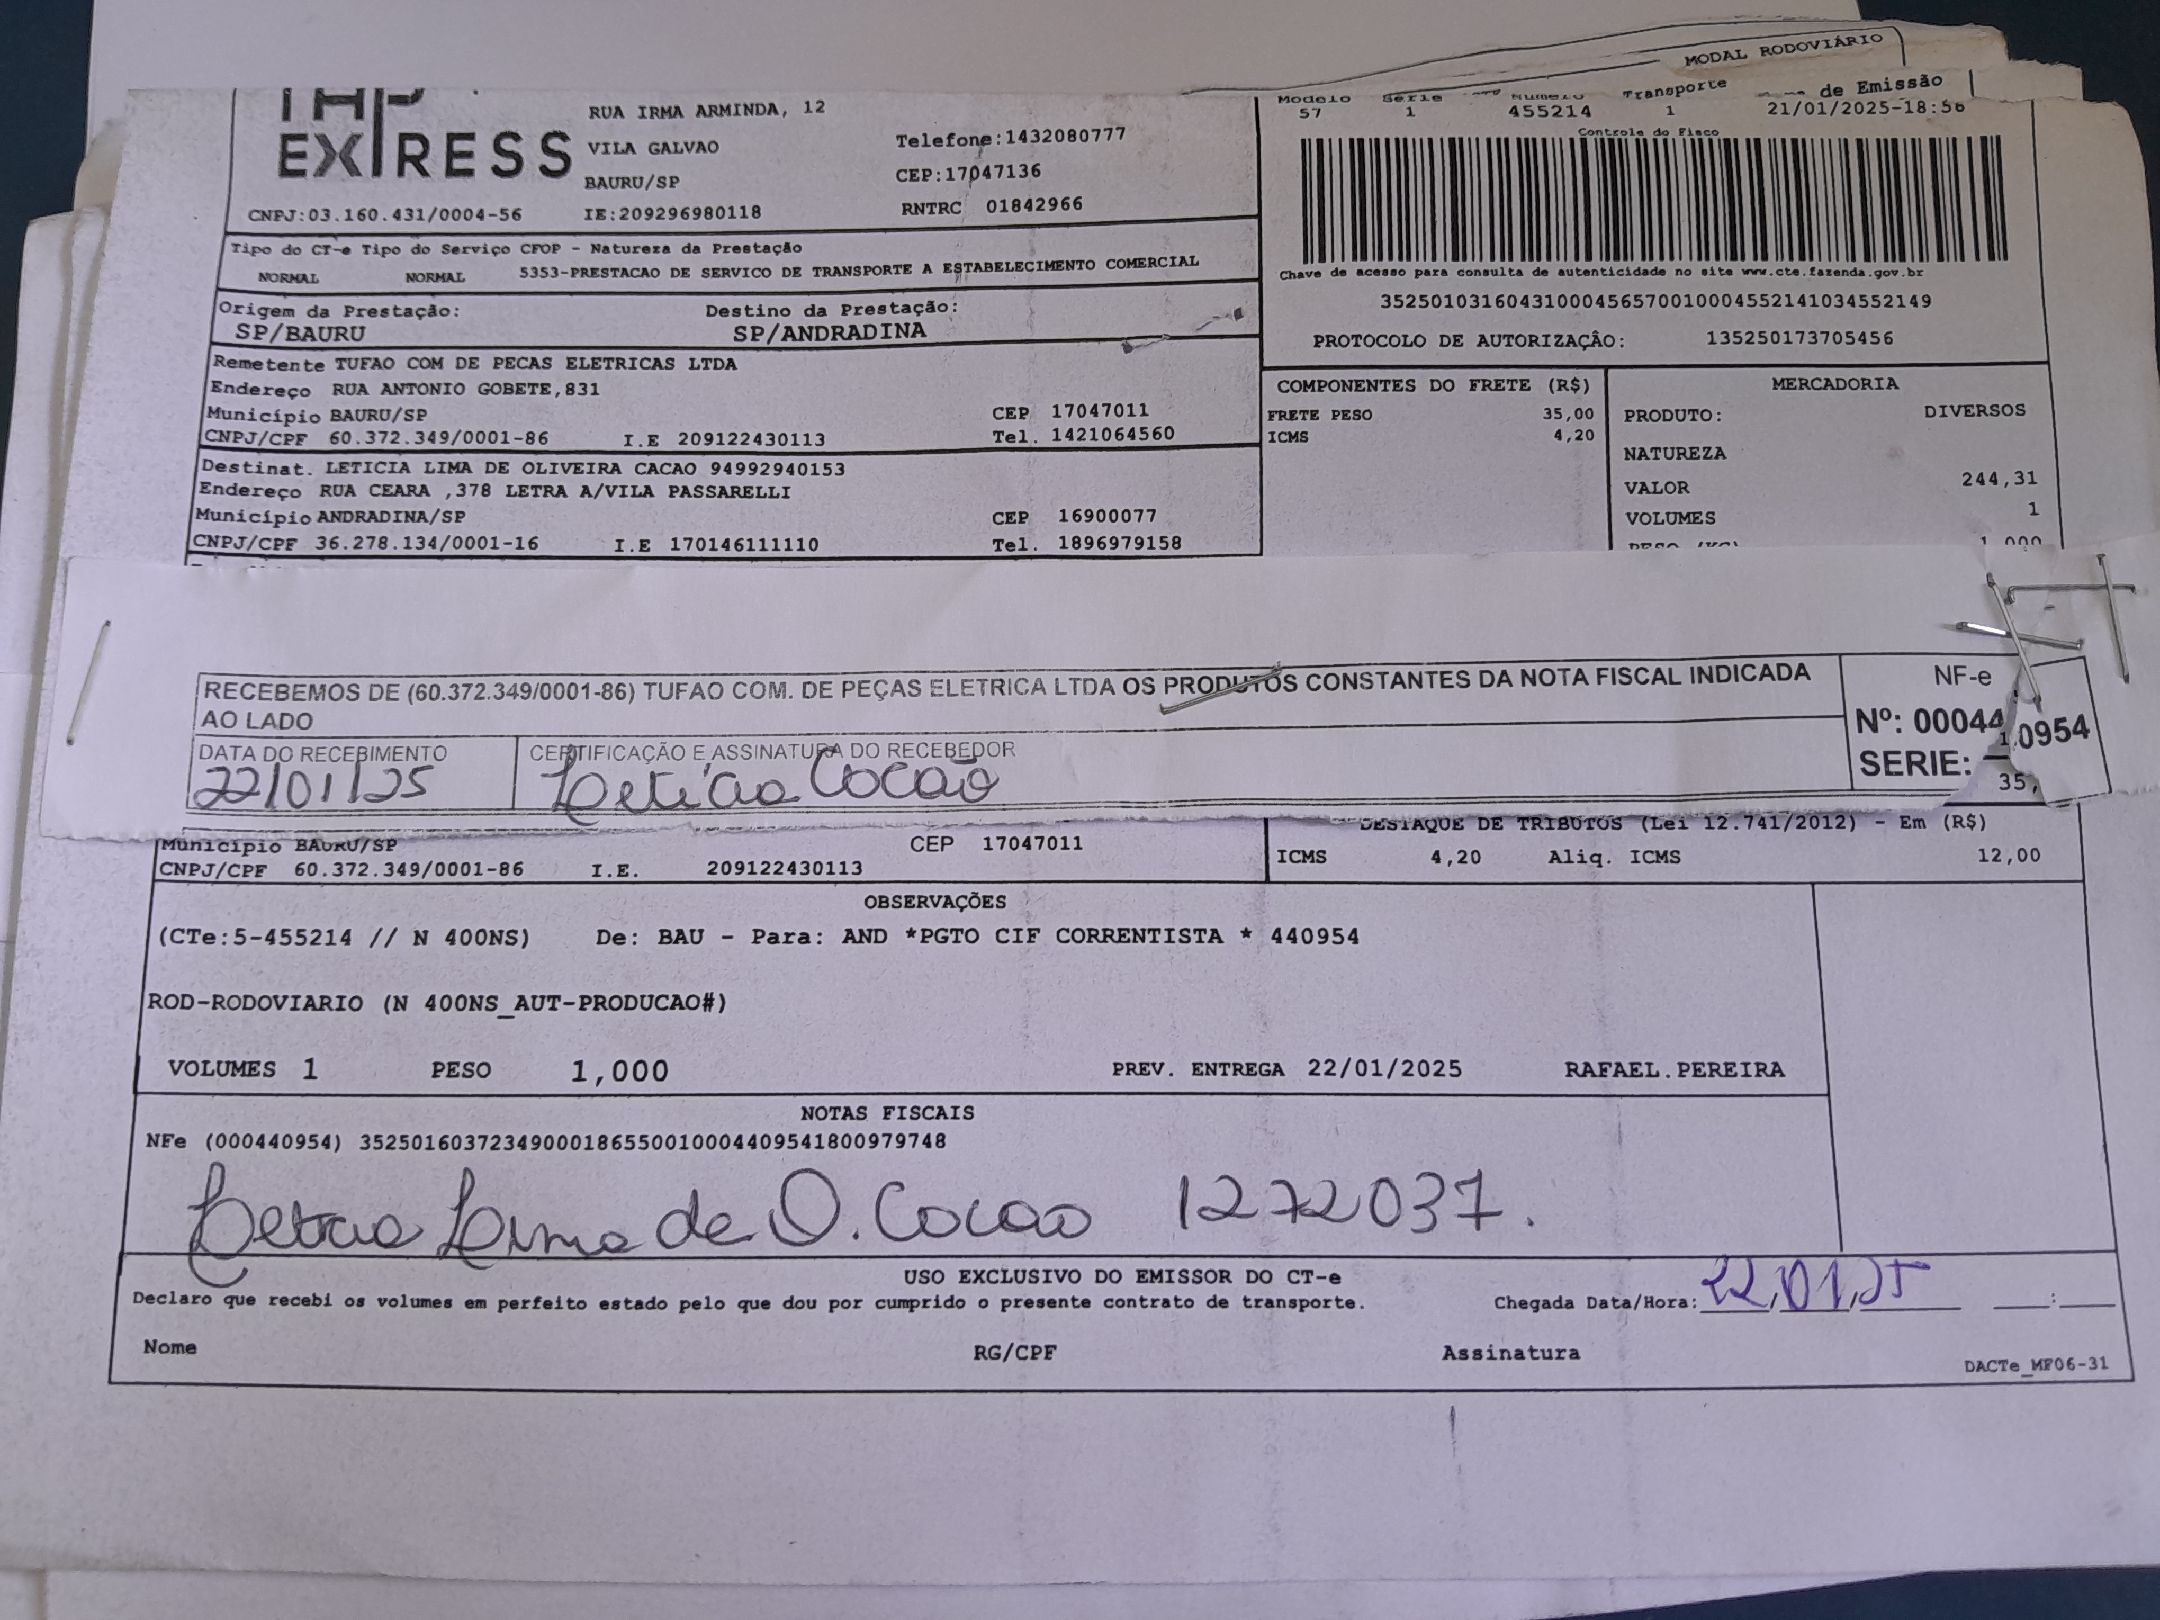 MODAL RODOVIÁRIO
EXPRESS
RUA IRMA ARMINDA, 12
VILA GALVAO
BAURU/SP
Telefone:1432080777
CEP:17047136
CNPJ:03.160.431/0004-56 IE:209296980118 RNTRC 01842966
Modelo Série Número Transporte de Emissão
57 1 455214 1 21/01/2025-18:56
Controle do Fisco
Chave de acesso para consulta de autenticidade no site www.cte.fazenda.gov.br
35250103160431000456570010004552141034552149
PROTOCOLO DE AUTORIZAÇÂO: 135250173705456
Tipo do CT-e Tipo do Serviço CFOP - Natureza da Prestação
NORMAL NORMAL 5353-PRESTACAO DE SERVICO DE TRANSPORTE A ESTABELECIMENTO COMERCIAL
Origem da Prestação: Destino da Prestação:
SP/BAURU SP/ANDRADINA
Remetente TUFAO COM DE PECAS ELETRICAS LTDA
Endereço RUA ANTONIO GOBETE,831
Município BAURU/SP CEP 17047011
CNPJ/CPF 60.372.349/0001-86 I.E 209122430113 Tel. 1421064560
Destinat. LETICIA LIMA DE OLIVEIRA CACAO 94992940153
Endereço RUA CEARA ,378 LETRA A/VILA PASSARELLI
Município ANDRADINA/SP CEP 16900077
CNPJ/CPF 36.278.134/0001-16 I.E 170146111110 Tel. 1896979158
COMPONENTES DO FRETE (R$)
FRETE PESO 35,00
ICMS 4,20
MERCADORIA
PRODUTO: DIVERSOS
NATUREZA
VALOR 244,31
VOLUMES 1
PESO (KG) 1,000
RECEBEMOS DE (60.372.349/0001-86) TUFAO COM. DE PEÇAS ELETRICA LTDA OS PRODUTOS CONSTANTES DA NOTA FISCAL INDICADA
AO LADO
DATA DO RECEBIMENTO
22/01/25
CERTIFICAÇÃO E ASSINATURA DO RECEBEDOR
Letícia Cacão
NF-e
Nº: 00044 0954
SERIE:
35,
Município BAURU/SP CEP 17047011
CNPJ/CPF 60.372.349/0001-86 I.E. 209122430113
DESTAQUE DE TRIBUTOS (Lei 12.741/2012) - Em (R$)
ICMS 4,20 Aliq. ICMS 12,00
OBSERVAÇÕES
(CTe:5-455214 // N 400NS) De: BAU - Para: AND *PGTO CIF CORRENTISTA * 440954
ROD-RODOVIARIO (N 400NS_AUT-PRODUCAO#)
VOLUMES 1 PESO 1,000 PREV. ENTREGA 22/01/2025 RAFAEL.PEREIRA
NOTAS FISCAIS
NFe (000440954) 35250160372349000186550010004409541800979748
Leticia Lima de O. Cacao 1272037.
USO EXCLUSIVO DO EMISSOR DO CT-e
Declaro que recebi os volumes em perfeito estado pelo que dou por cumprido o presente contrato de transporte. Chegada Data/Hora: 22/01/25 __:__
Nome RG/CPF Assinatura
DACTe_MF06-31